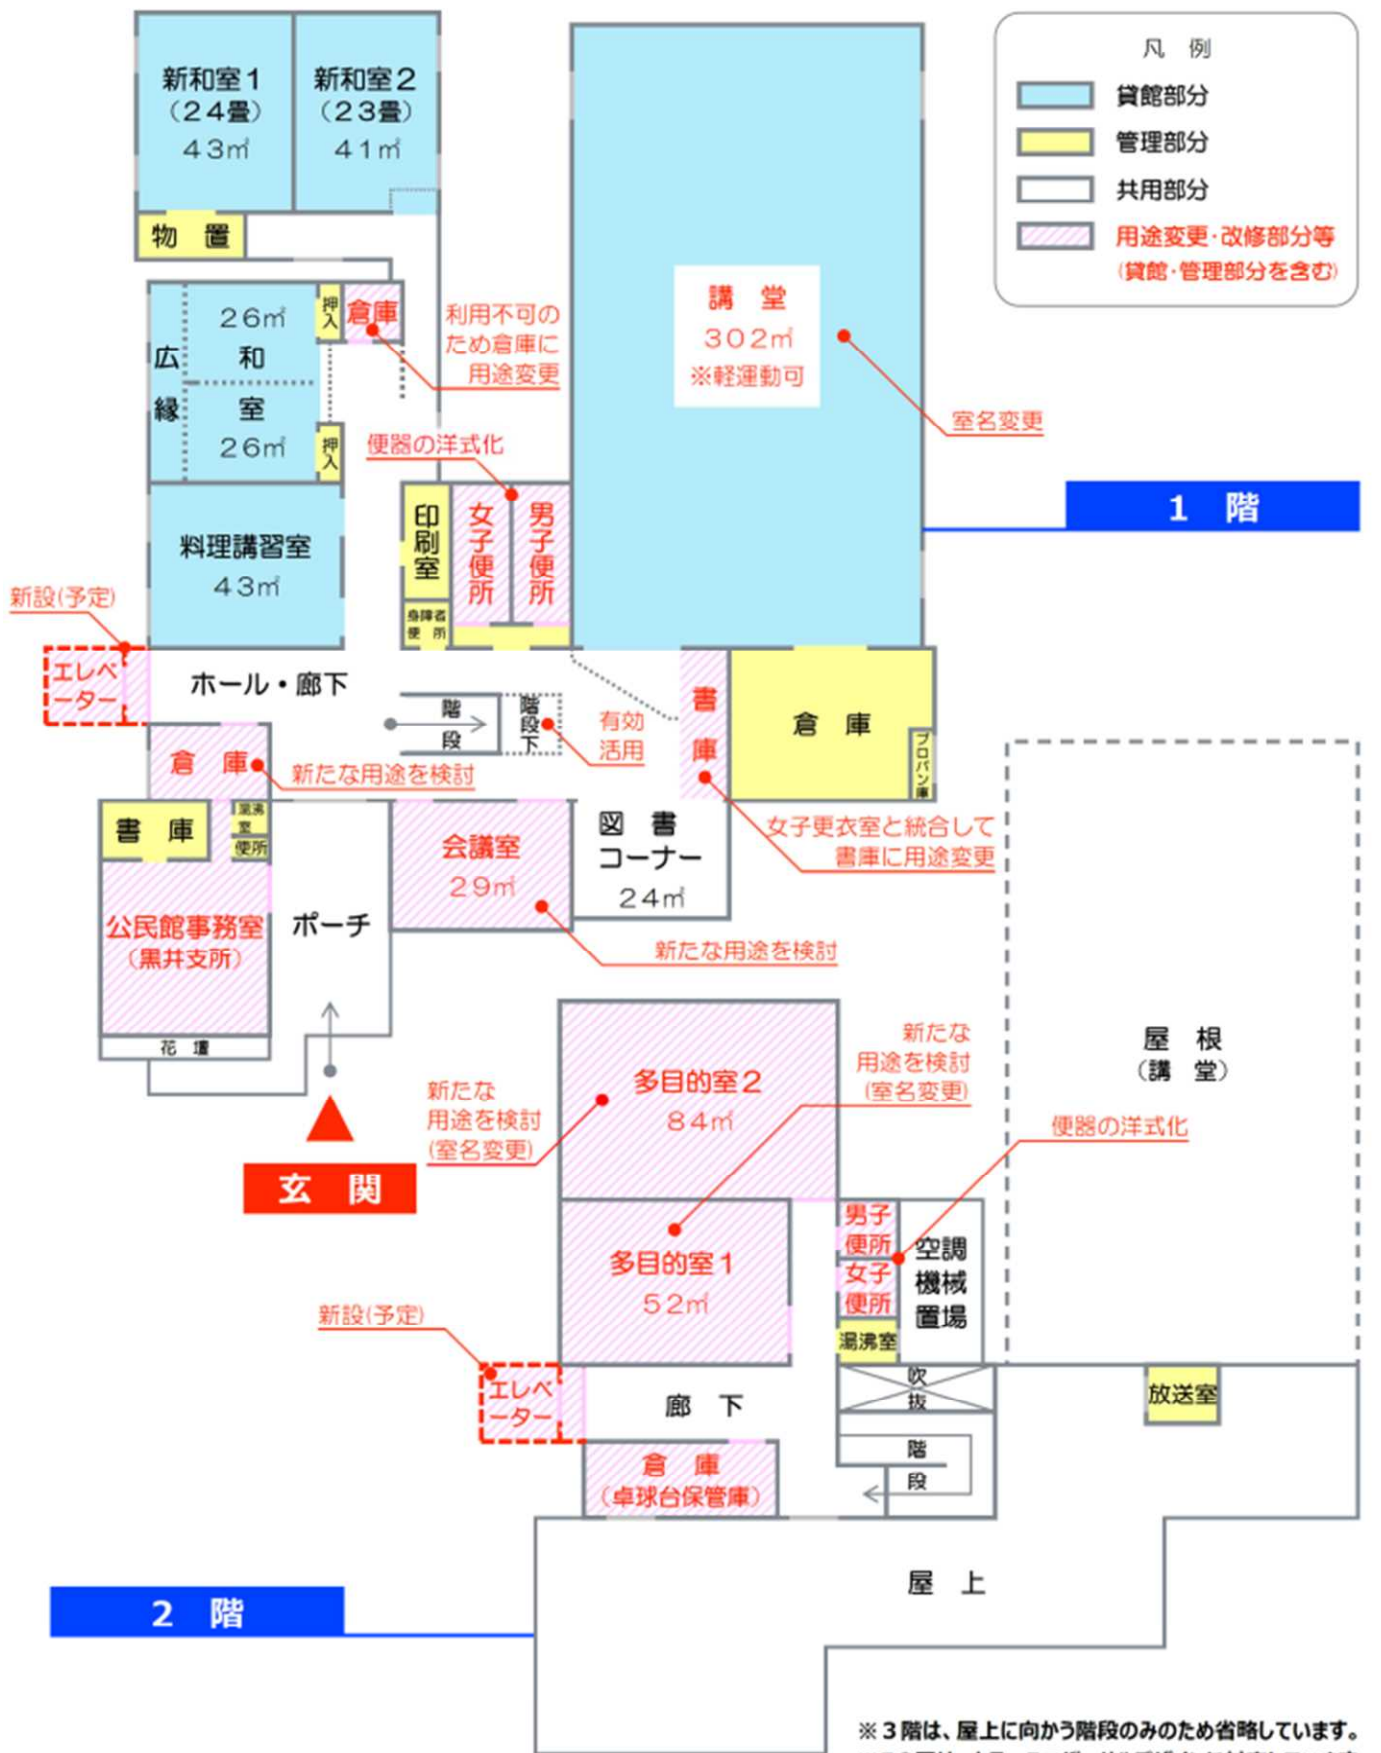 新和室1
（24畳）
43㎡
新和室2
（23畳）
41㎡
物 置
凡 例
貸館部分
管理部分
共用部分
用途変更・改修部分等
（貸館・管理部分を含む）
講 堂
302㎡
※軽運動可
室名変更
26㎡
和
室
26㎡
広
縁
押入
押入
倉庫
利用不可の
ため倉庫に
用途変更
便器の洋式化
印刷室
女子便所
男子便所
身障者
便 所
料理講習室
43㎡
1 階
新設(予定)
エレベ
ーター
ホール・廊下
階
段
階段下
有効
活用
書
庫
倉 庫
プロパン庫
倉 庫
新たな用途を検討
書 庫
湯沸
室
便所
会議室
29㎡
図 書
コーナー
24㎡
女子更衣室と統合して
書庫に用途変更
公民館事務室
（黒井支所）
ポーチ
新たな用途を検討
花 壇
玄 関
多目的室2
84㎡
新たな
用途を検討
(室名変更)
新たな
用途を検討
(室名変更)
屋 根
（講 堂）
便器の洋式化
多目的室1
52㎡
男子
便所
女子
便所
湯沸室
空調
機械
置場
新設(予定)
エレベ
ーター
廊 下
吹
抜
階
段
放送室
倉 庫
（卓球台保管庫）
屋 上
2 階
※3階は、屋上に向かう階段のみのため省略しています。